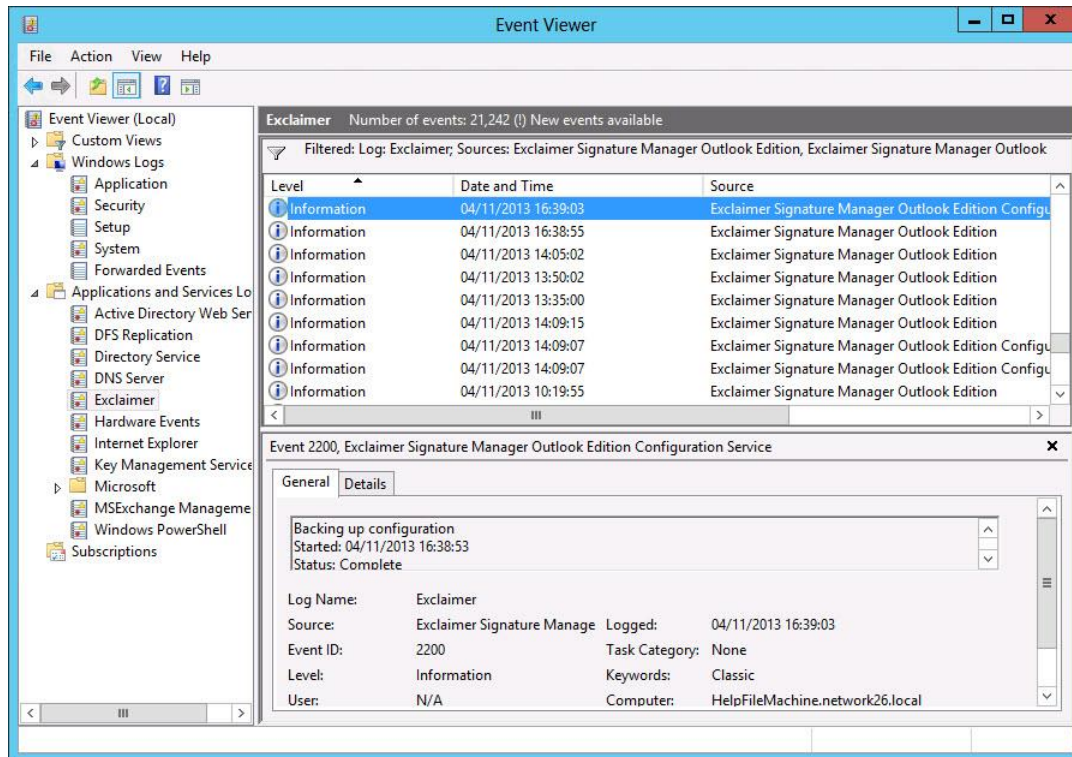 Event Viewer
File Action View Help
Event Viewer (Local)
Custom Views
Windows Logs
Application
Security
Setup
System
Forwarded Events
Applications and Services Lo
Active Directory Web Ser
DFS Replication
Directory Service
DNS Server
Exclaimer
Hardware Events
Internet Explorer
Key Management Service
Microsoft
MSExchange Manageme
Windows PowerShell
Subscriptions
Exclaimer Number of events: 21,242 (!) New events available
Filtered: Log: Exclaimer; Sources: Exclaimer Signature Manager Outlook Edition, Exclaimer Signature Manager Outlook
Level Date and Time Source
Information 04/11/2013 16:39:03 Exclaimer Signature Manager Outlook Edition Configu
Information 04/11/2013 16:38:55 Exclaimer Signature Manager Outlook Edition
Information 04/11/2013 14:05:02 Exclaimer Signature Manager Outlook Edition
Information 04/11/2013 13:50:02 Exclaimer Signature Manager Outlook Edition
Information 04/11/2013 13:35:00 Exclaimer Signature Manager Outlook Edition
Information 04/11/2013 14:09:15 Exclaimer Signature Manager Outlook Edition
Information 04/11/2013 14:09:07 Exclaimer Signature Manager Outlook Edition Configu
Information 04/11/2013 14:09:07 Exclaimer Signature Manager Outlook Edition Configu
Information 04/11/2013 10:19:55 Exclaimer Signature Manager Outlook Edition
Event 2200, Exclaimer Signature Manager Outlook Edition Configuration Service
General Details
Backing up configuration
Started: 04/11/2013 16:38:53
Status: Complete
Log Name: Exclaimer
Source: Exclaimer Signature Manage Logged: 04/11/2013 16:39:03
Event ID: 2200 Task Category: None
Level: Information Keywords: Classic
User: N/A Computer: HelpFileMachine.network26.local